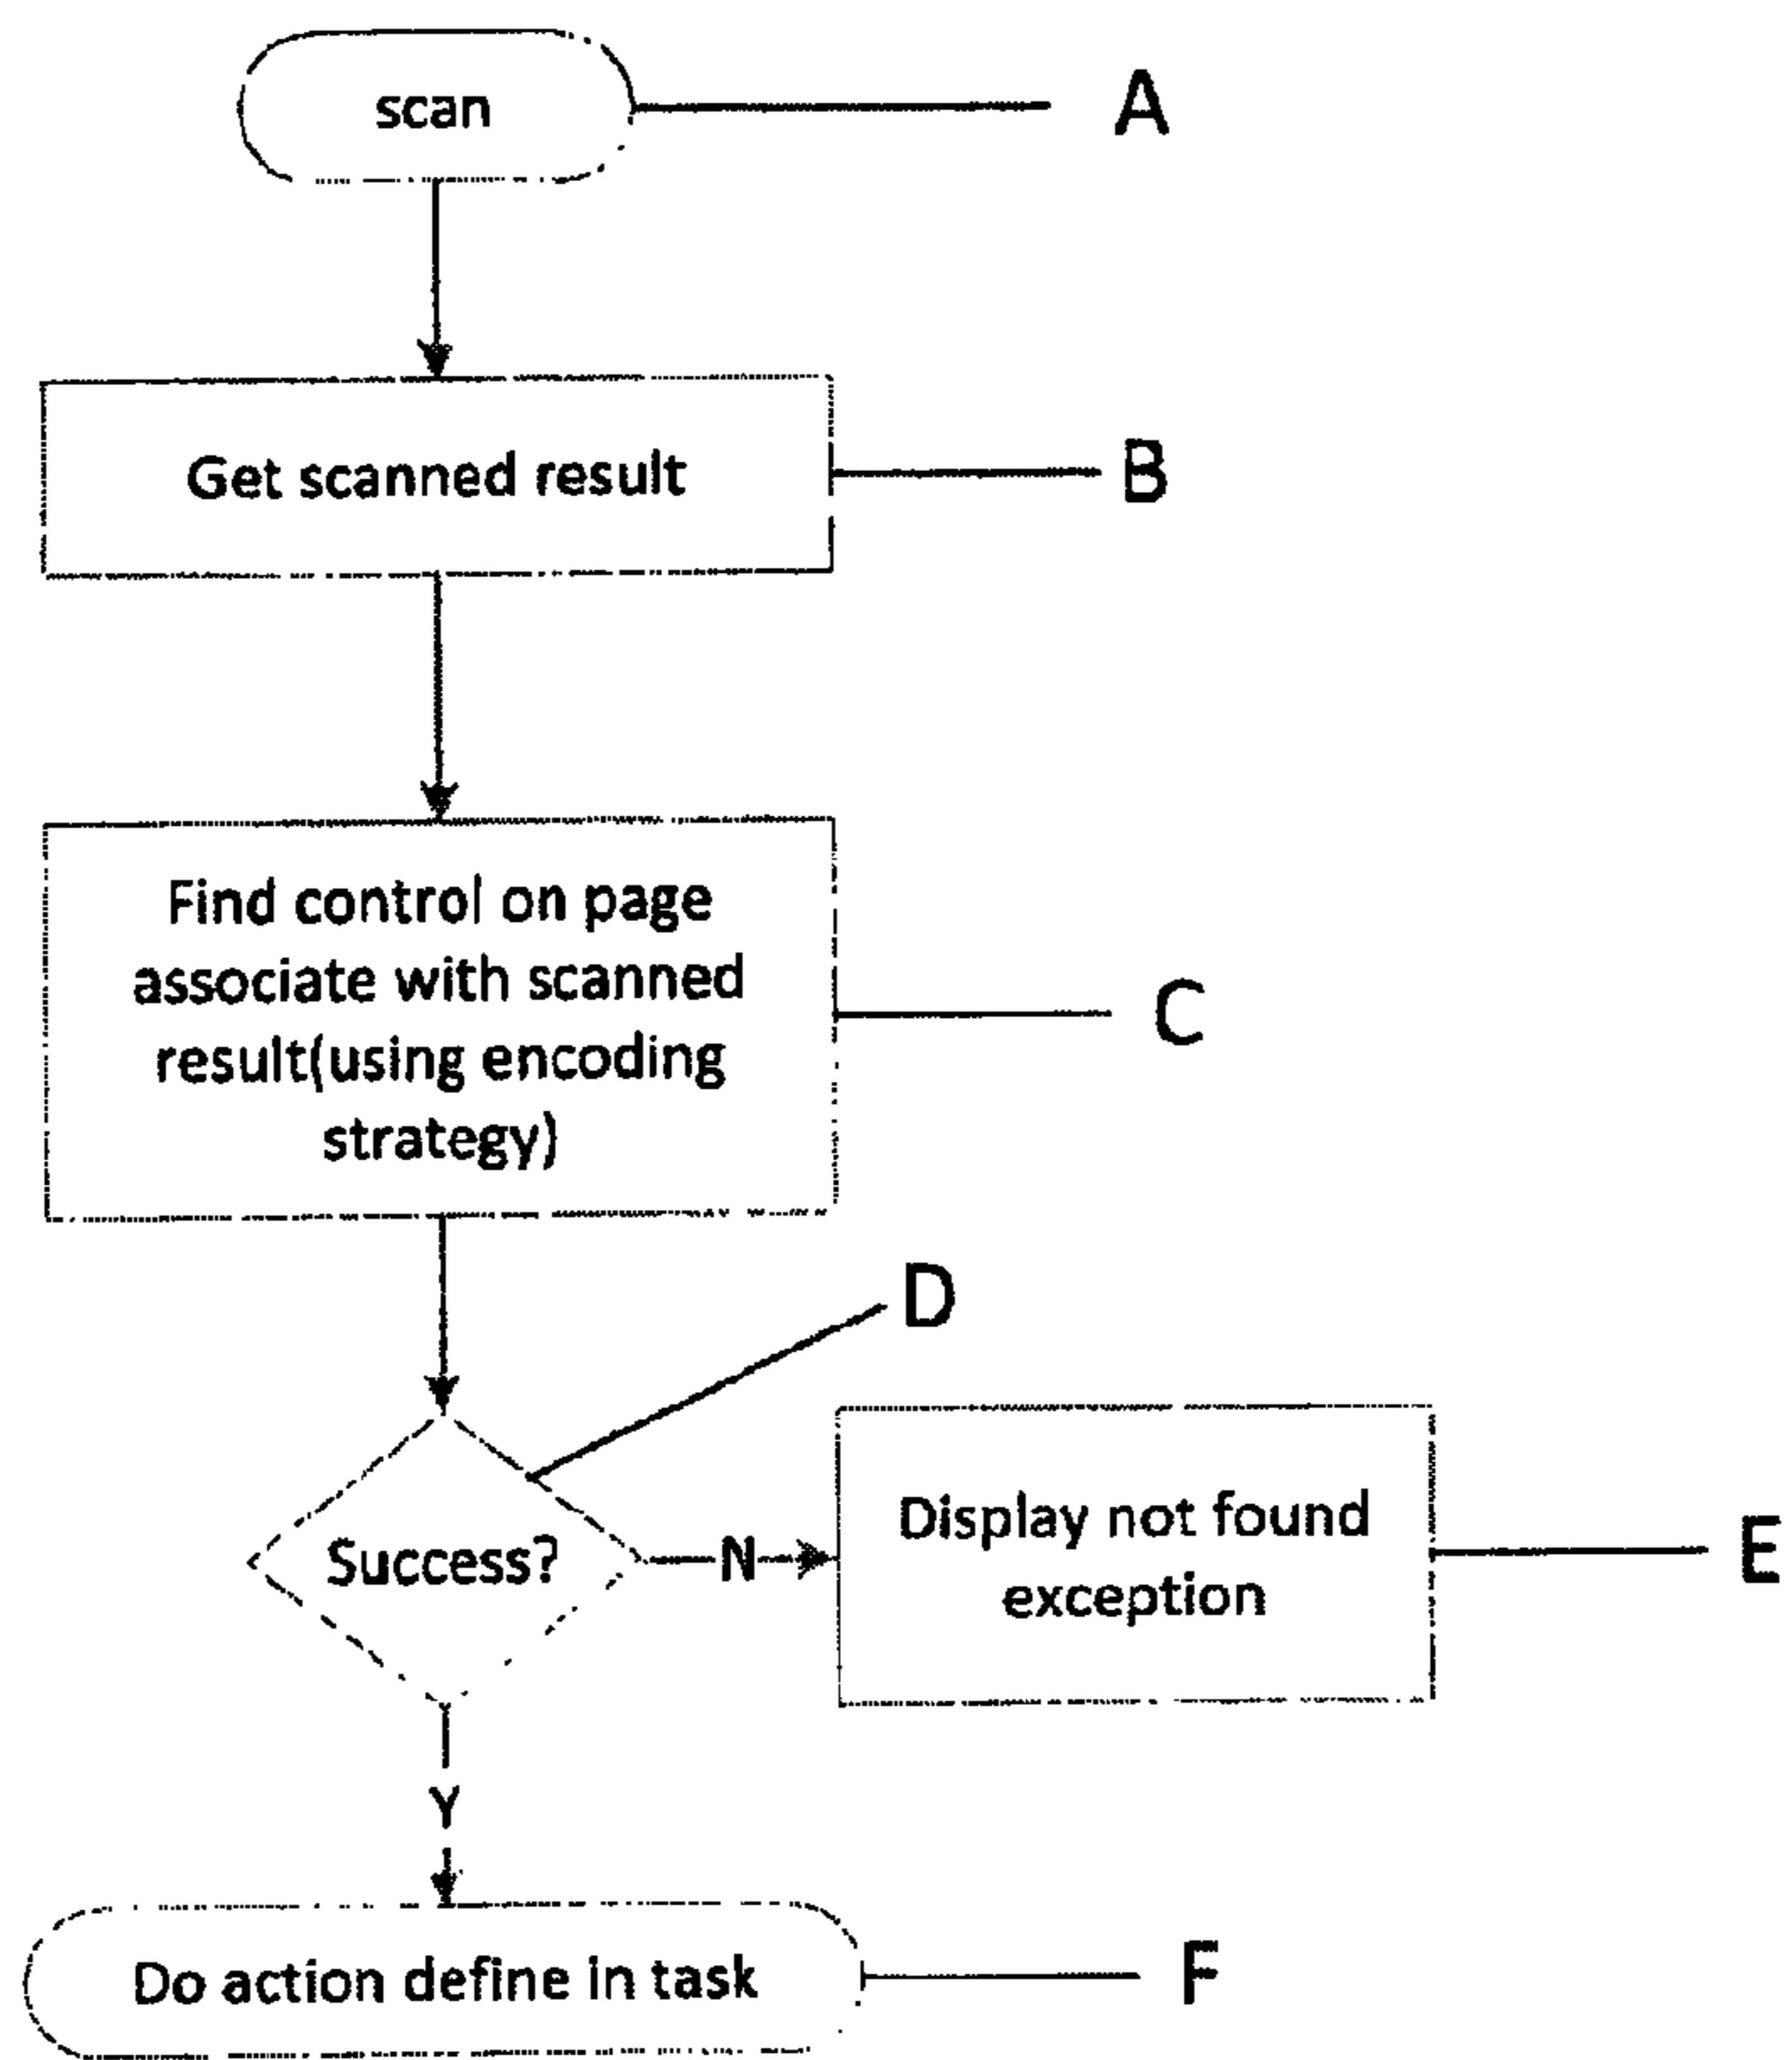 scan
A
Get scanned result
B
Find control on page
associate with scanned
result(using encoding
strategy)
C
D
Success?
N
Display not found
exception
E
Y
Do action define in task
F